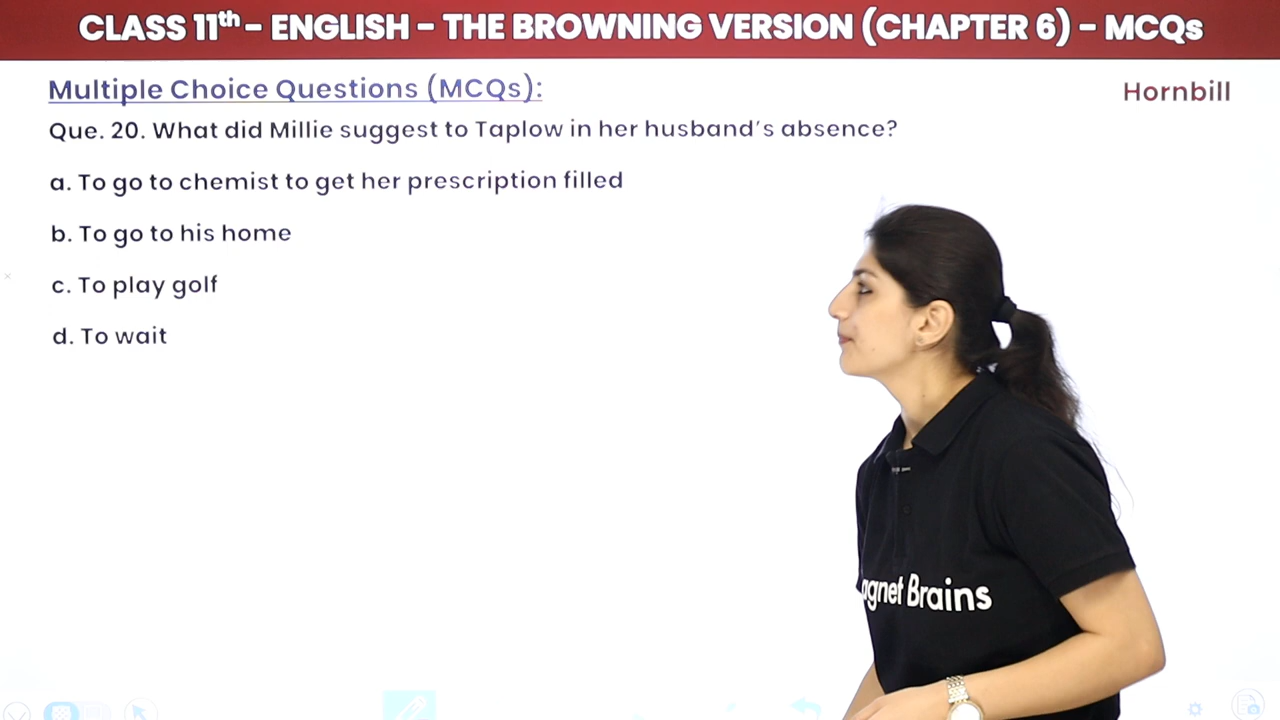 CLASS 11th - ENGLISH - THE BROWNING VERSION (CHAPTER 6) - MCQs
Multiple Choice Questions (MCQs):
Hornbill
Que. 20. What did Millie suggest to Taplow in her husband's absence?
a. To go to chemist to get her prescription filled
b. To go to his home
c. To play golf
d. To wait
agnet Brains